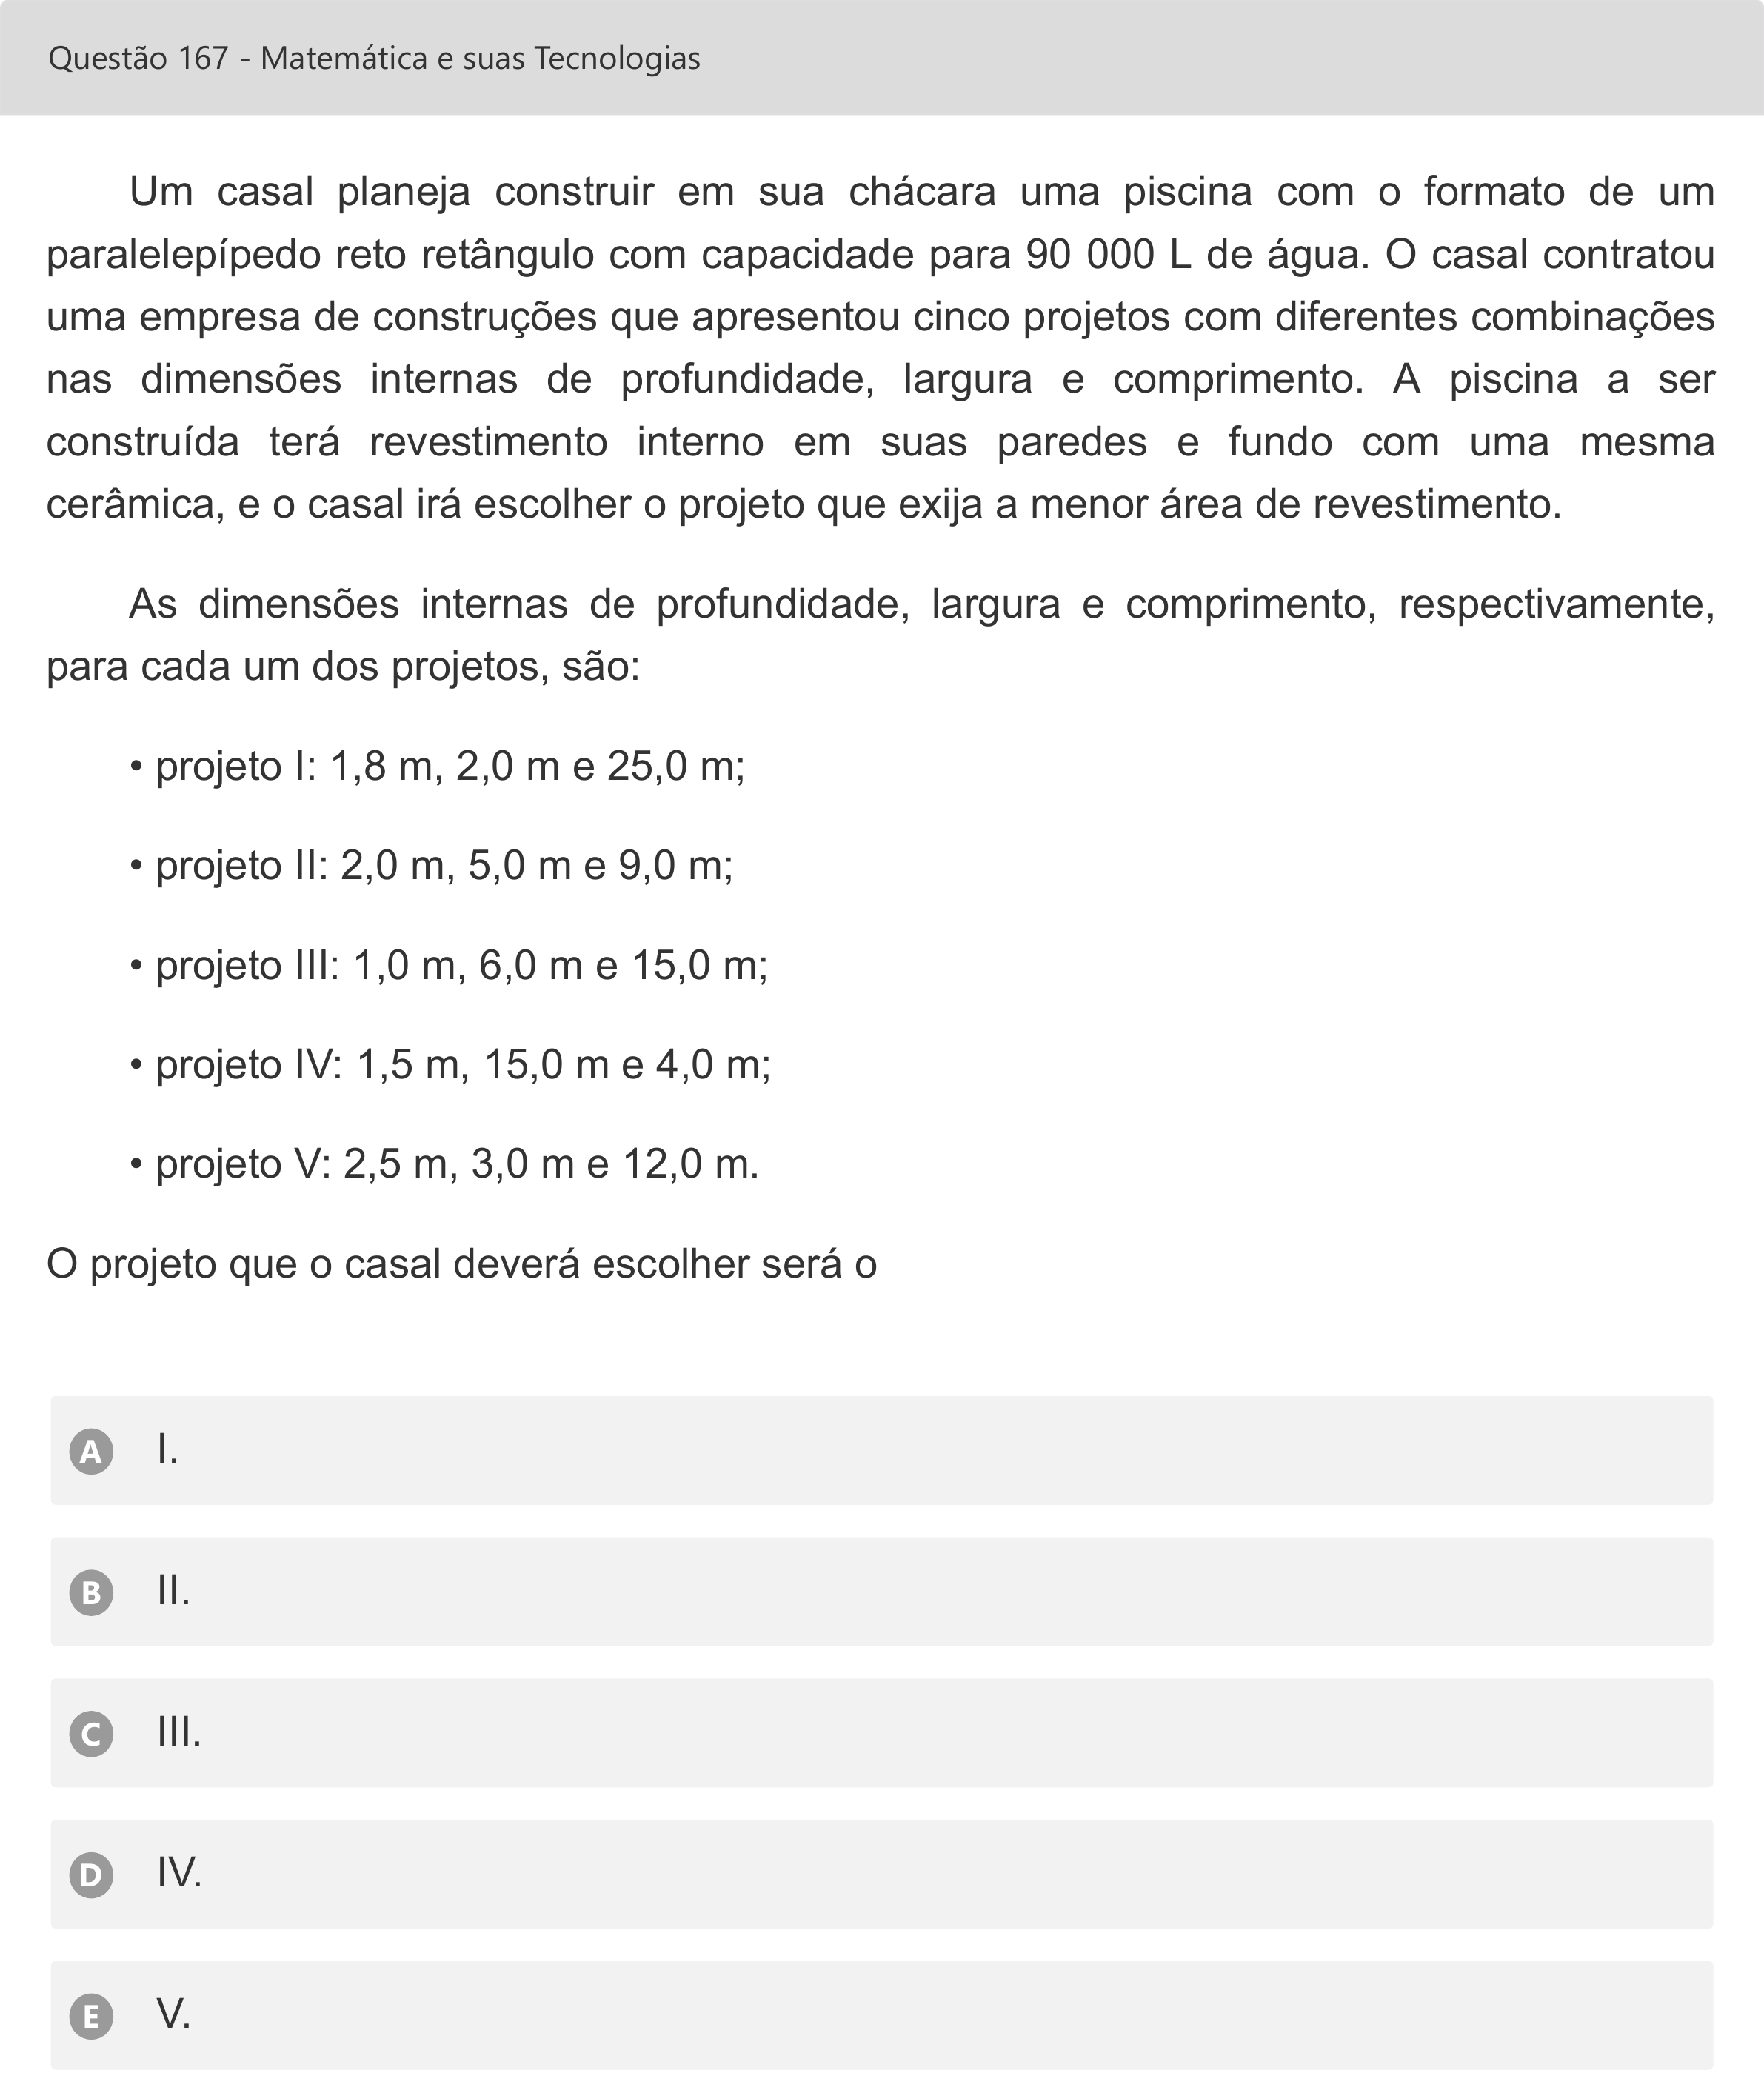 Questão 167 - Matemática e suas Tecnologias
Um casal planeja construir em sua chácara uma piscina com o formato de um
paralelepípedo reto retângulo com capacidade para 90 000 L de água. O casal contratou
uma empresa de construções que apresentou cinco projetos com diferentes combinações
nas dimensões internas de profundidade, largura e comprimento. A piscina a ser
construída terá revestimento interno em suas paredes e fundo com uma mesma
cerâmica, e o casal irá escolher o projeto que exija a menor área de revestimento.
As dimensões internas de profundidade, largura e comprimento, respectivamente,
para cada um dos projetos, são:
• projeto I: 1,8 m, 2,0 m e 25,0 m;
• projeto II: 2,0 m, 5,0 m e 9,0 m;
• projeto III: 1,0 m, 6,0 m e 15,0 m;
• projeto IV: 1,5 m, 15,0 m e 4,0 m;
• projeto V: 2,5 m, 3,0 m e 12,0 m.
O projeto que o casal deverá escolher será o
A I.
B II.
C III.
D IV.
E V.